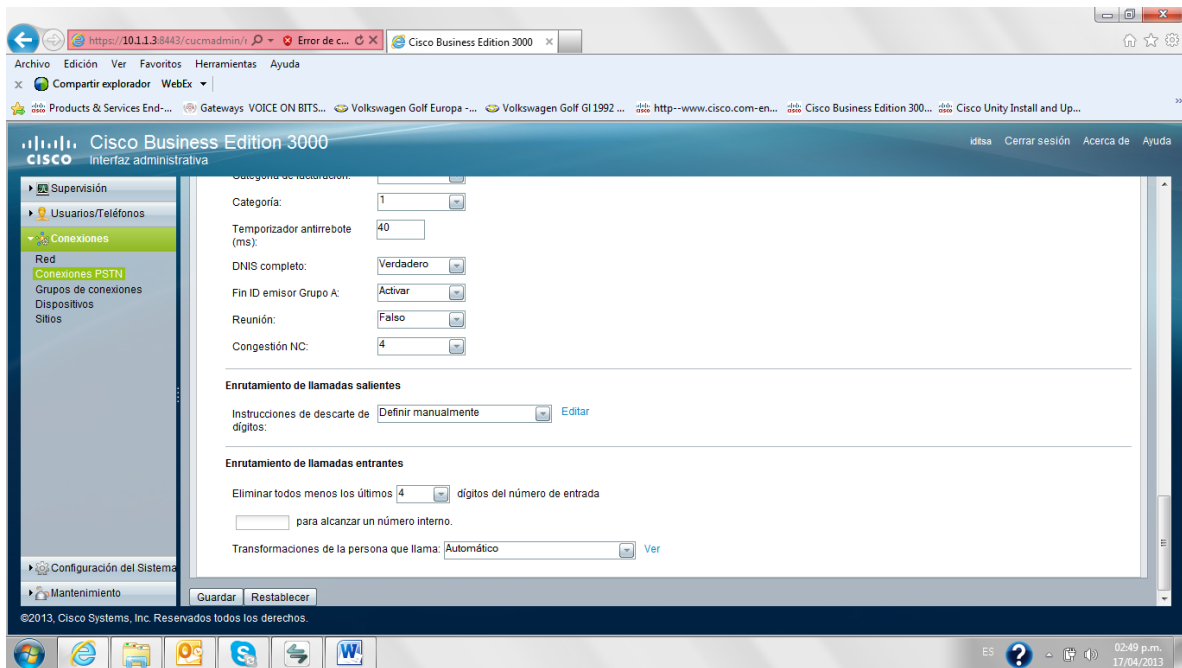 https://10.1.1.3:8443/cucmadmin/ Error de c... Cisco Business Edition 3000
Archivo Edición Ver Favoritos Herramientas Ayuda
x Compartir explorador WebEx
Products & Services End-... Gateways VOICE ON BITS... Volkswagen Golf Europa -... Volkswagen Golf Gl 1992 ... http--www.cisco.com-en... Cisco Business Edition 300... Cisco Unity Install and Up...
CISCO Cisco Business Edition 3000
Interfaz administrativa
iditsa Cerrar sesión Acerca de Ayuda
Supervisión
Usuarios/Teléfonos
Conexiones
Red
Conexiones PSTN
Grupos de conexiones
Dispositivos
Sitios
Configuración del Sistema
Mantenimiento
Categoría de facturación:
Categoría: 1
Temporizador antirrebote 40
(ms):
DNIS completo: Verdadero
Fin ID emisor Grupo A: Activar
Reunión: Falso
Congestión NC: 4
Enrutamiento de llamadas salientes
Instrucciones de descarte de Definir manualmente Editar
dígitos:
Enrutamiento de llamadas entrantes
Eliminar todos menos los últimos 4 dígitos del número de entrada
para alcanzar un número interno.
Transformaciones de la persona que llama: Automático Ver
Guardar Restablecer
©2013, Cisco Systems, Inc. Reservados todos los derechos.
ES 02:49 p.m.
17/04/2013